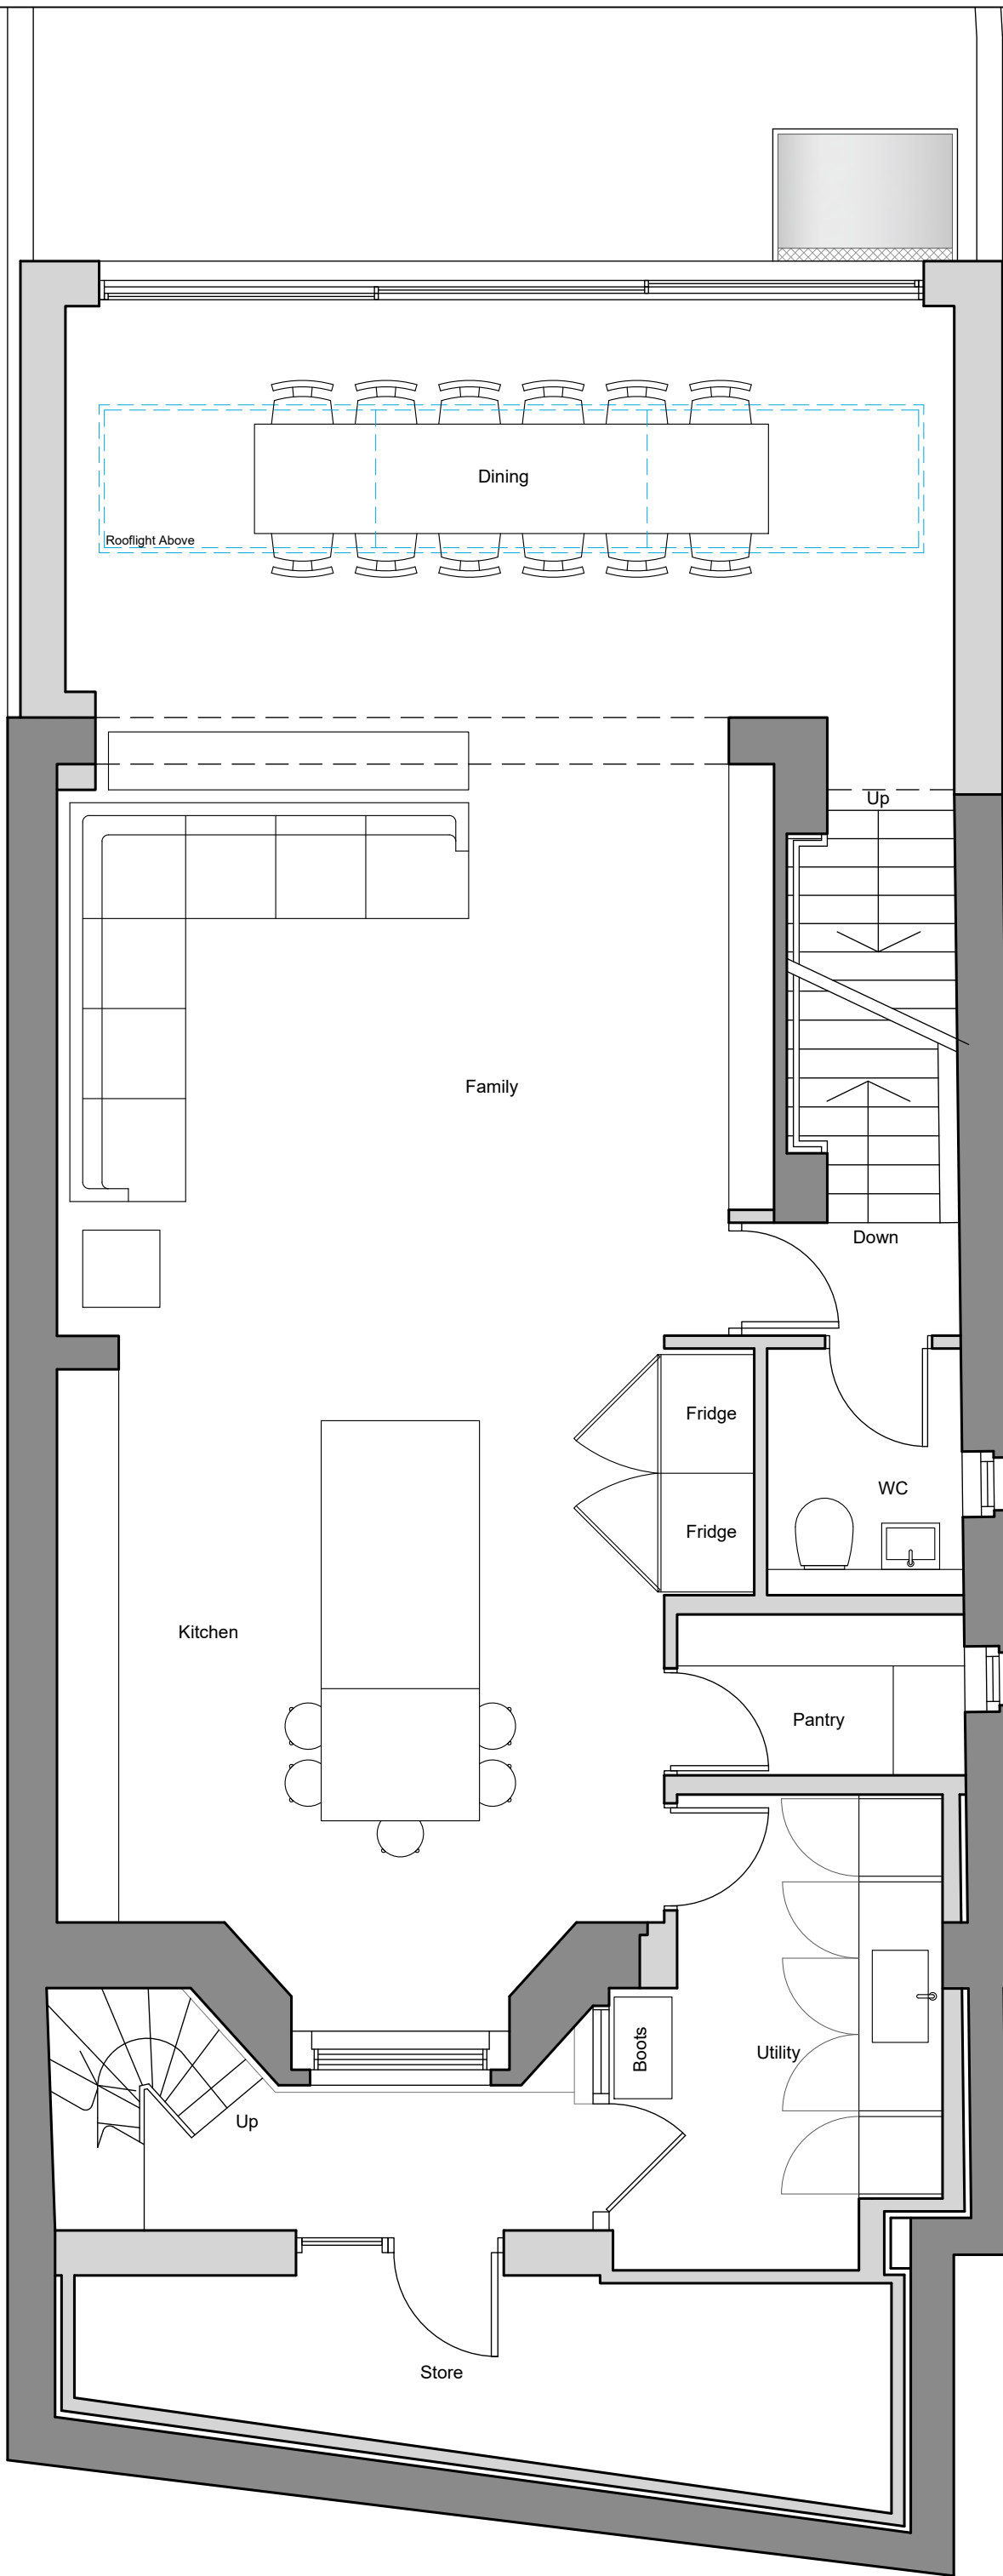 Dining
Rooflight Above
Up
Family
Down
Fridge
WC
Fridge
Kitchen
Pantry
Boots
Utility
Up
Store